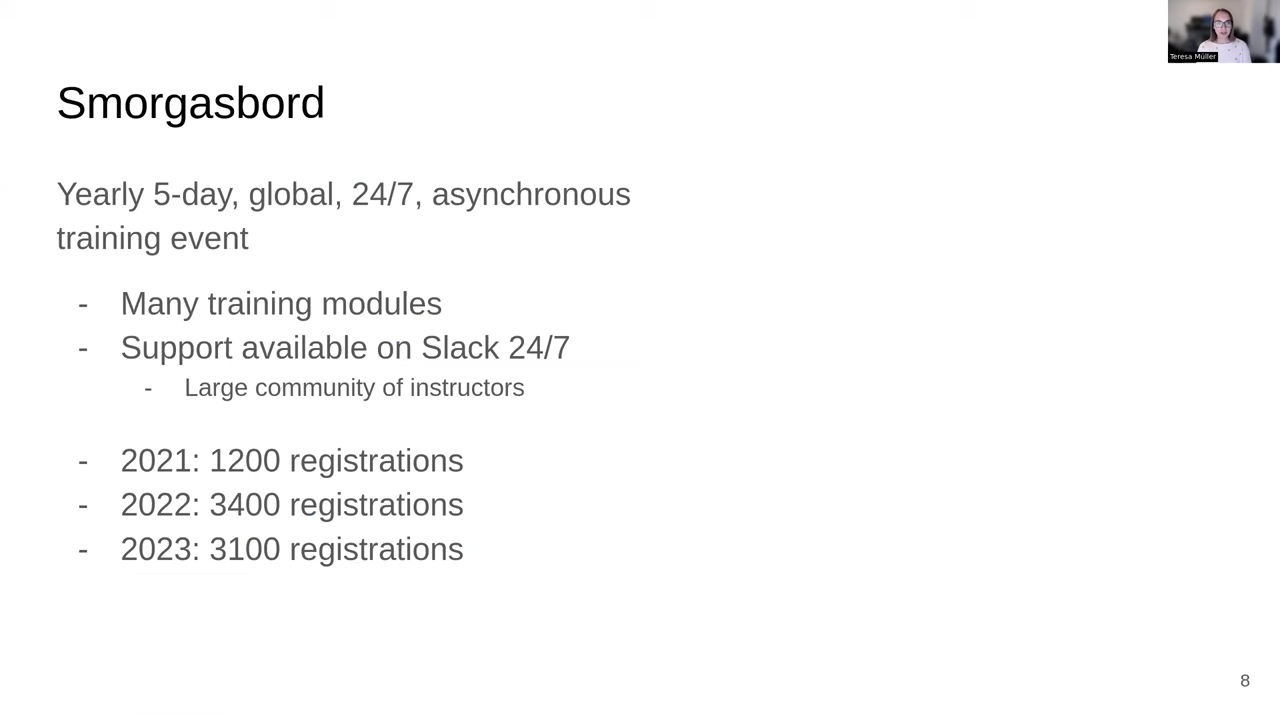 Teresa Müller
Smorgasbord
Yearly 5-day, global, 24/7, asynchronous
training event
- Many training modules
- Support available on Slack 24/7
- Large community of instructors
- 2021: 1200 registrations
- 2022: 3400 registrations
- 2023: 3100 registrations
8